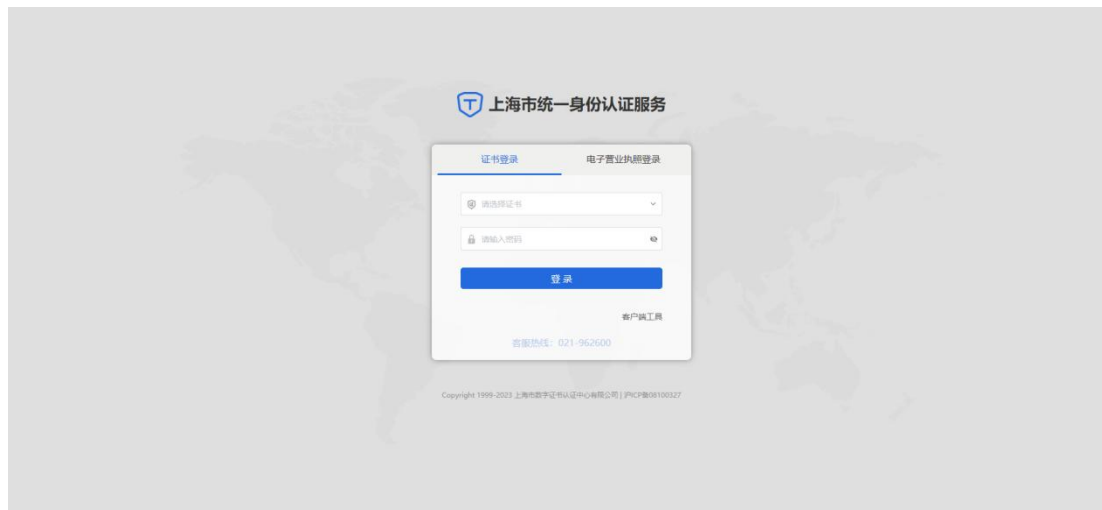 上海市统一身份认证服务
证书登录 电子营业执照登录
请选择证书
请输入密码
登录
客户端工具
客服热线：021-962600
Copyright 1998-2023 上海市数字证书认证中心有限公司 | 沪ICP备06100327